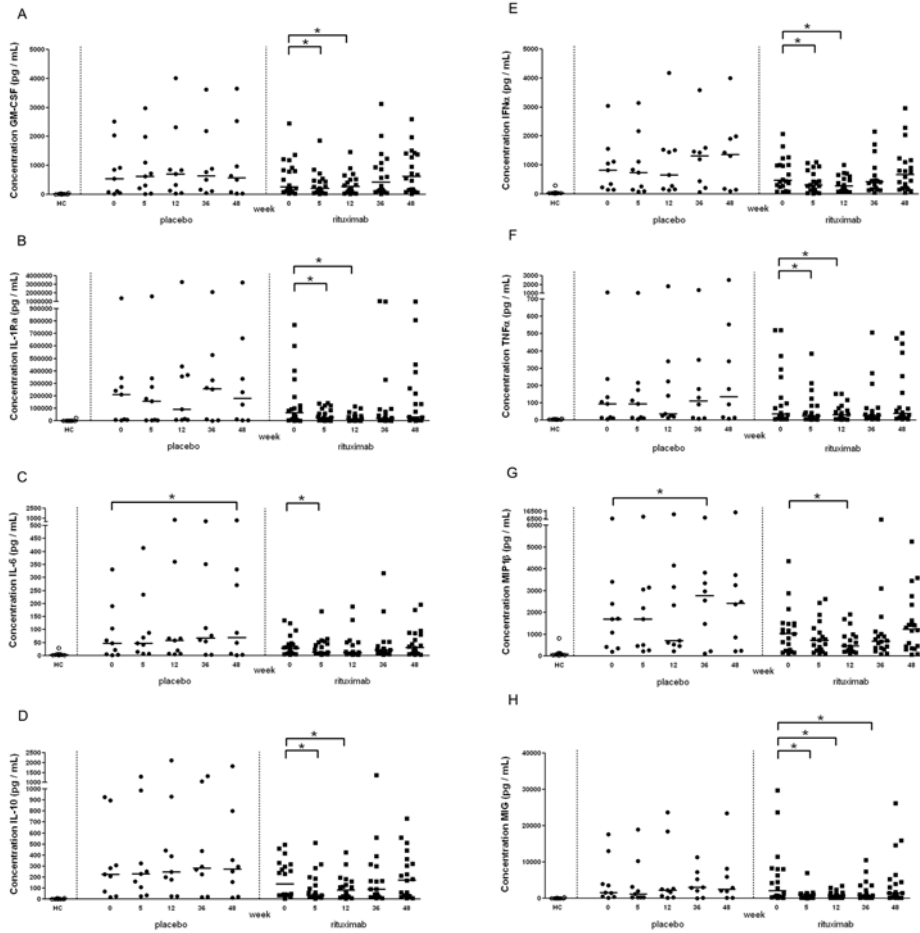 A
*
*
Concentration GM-CSF (pg / mL)
5000
4000
3000
2000
1000
0
HC
0 5 12 36 48 week 0 5 12 36 48
placebo rituximab
B
*
*
Concentration IL-1Ra (pg / mL)
4000000
3000000
2000000
1000000
900000
800000
700000
600000
500000
400000
300000
200000
100000
0
HC
0 5 12 36 48 week 0 5 12 36 48
placebo rituximab
C
*
*
Concentration IL-6 (pg / mL)
2500
1000
500
350
300
250
200
150
100
50
0
HC
0 5 12 36 48 week 0 5 12 36 48
placebo rituximab
D
*
*
Concentration IL-10 (pg / mL)
2500
2000
1500
1000
900
800
700
600
500
400
300
200
100
0
HC
0 5 12 36 48 week 0 5 12 36 48
placebo rituximab
E
*
*
Concentration IFNα (pg / mL)
5000
4000
3000
2000
1000
0
HC
0 5 12 36 48 week 0 5 12 36 48
placebo rituximab
F
*
*
Concentration TNFα (pg / mL)
3000
2000
1000
700
600
500
400
300
200
100
0
HC
0 5 12 36 48 week 0 5 12 36 48
placebo rituximab
G
*
*
Concentration MIP1β (pg / mL)
16500
6500
6000
5000
4000
3000
2000
1000
0
HC
0 5 12 36 48 week 0 5 12 36 48
placebo rituximab
H
*
*
*
Concentration MIG (pg / mL)
40000
30000
20000
10000
0
HC
0 5 12 36 48 week 0 5 12 36 48
placebo rituximab